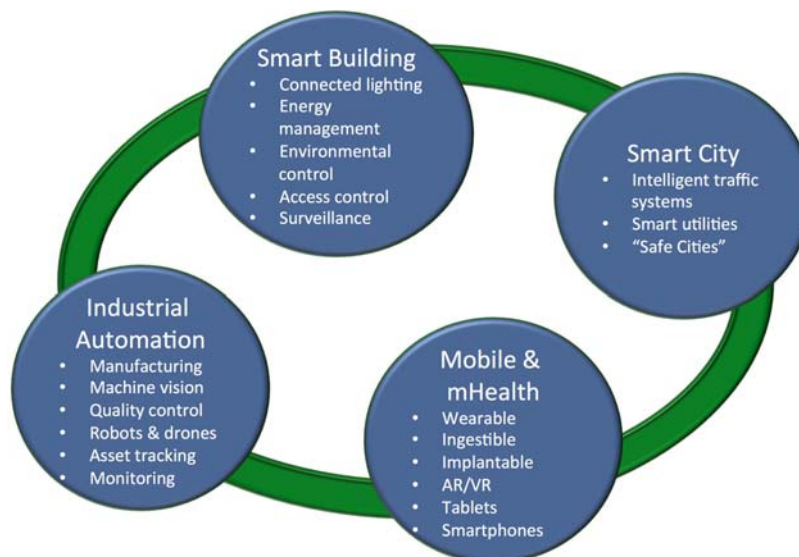 Smart Building
• Connected lighting
• Energy
management
• Environmental
control
• Access control
• Surveillance
Smart City
• Intelligent traffic
systems
• Smart utilities
• “Safe Cities”
Industrial
Automation
• Manufacturing
• Machine vision
• Quality control
• Robots & drones
• Asset tracking
• Monitoring
Mobile &
mHealth
• Wearable
• Ingestible
• Implantable
• AR/VR
• Tablets
• Smartphones